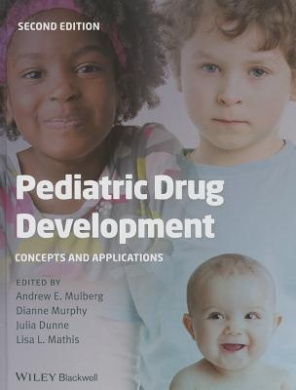 SECOND EDITION
Pediatric Drug
Development
CONCEPTS AND APPLICATIONS
EDITED BY
Andrew E. Mulberg
Dianne Murphy
Julia Dunne
Lisa L. Mathis
WILEY Blackwell